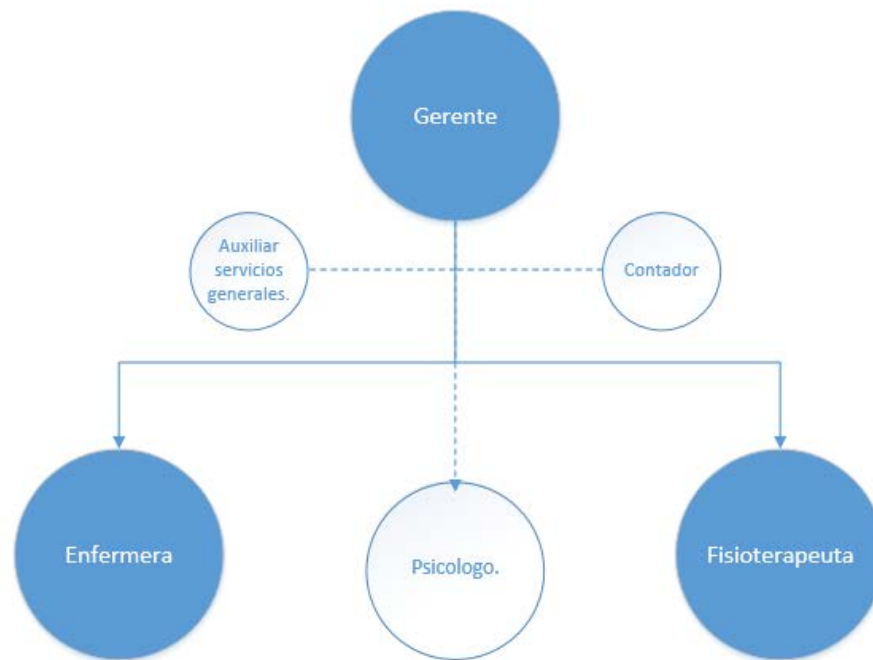 Gerente
Auxiliar
servicios
generales.
Contador
Enfermera
Psicologo.
Fisioterapeuta